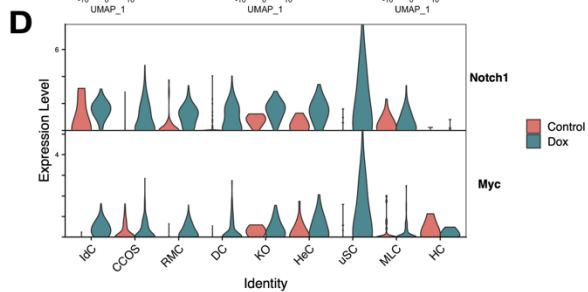 D
UMAP_1 UMAP_1 UMAP_1
6
Notch1
Expression Level
Control
Dox
4
Myc
IdC CCOS RMC DC KO HeC uSC MLC HC
Identity